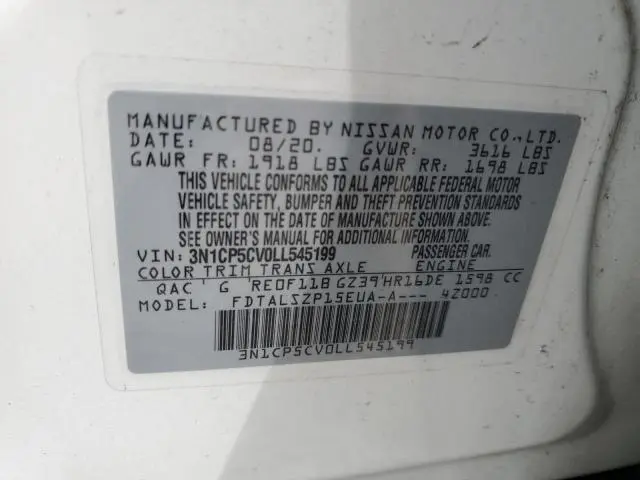 MANUFACTURED BY NISSAN MOTOR CO.,LTD.
DATE: 08/20. GVWR: 3616 LBS
GAWR FR: 1918 LBS GAWR RR: 1698 LBS
THIS VEHICLE CONFORMS TO ALL APPLICABLE FEDERAL MOTOR
VEHICLE SAFETY, BUMPER AND THEFT PREVENTION STANDARDS
IN EFFECT ON THE DATE OF MANUFACTURE SHOWN ABOVE.
SEE OWNER'S MANUAL FOR ADDITIONAL INFORMATION.
VIN: 3N1CP5CV0LL545199 PASSENGER CAR.
COLOR TRIM TRANS AXLE ENGINE
QAC' G 'RE0F11B GZ39'HR16DE 1598 CC
MODEL: FDTALSZP15EUA-A--- 4Z000
3N1CP5CV0LL545199